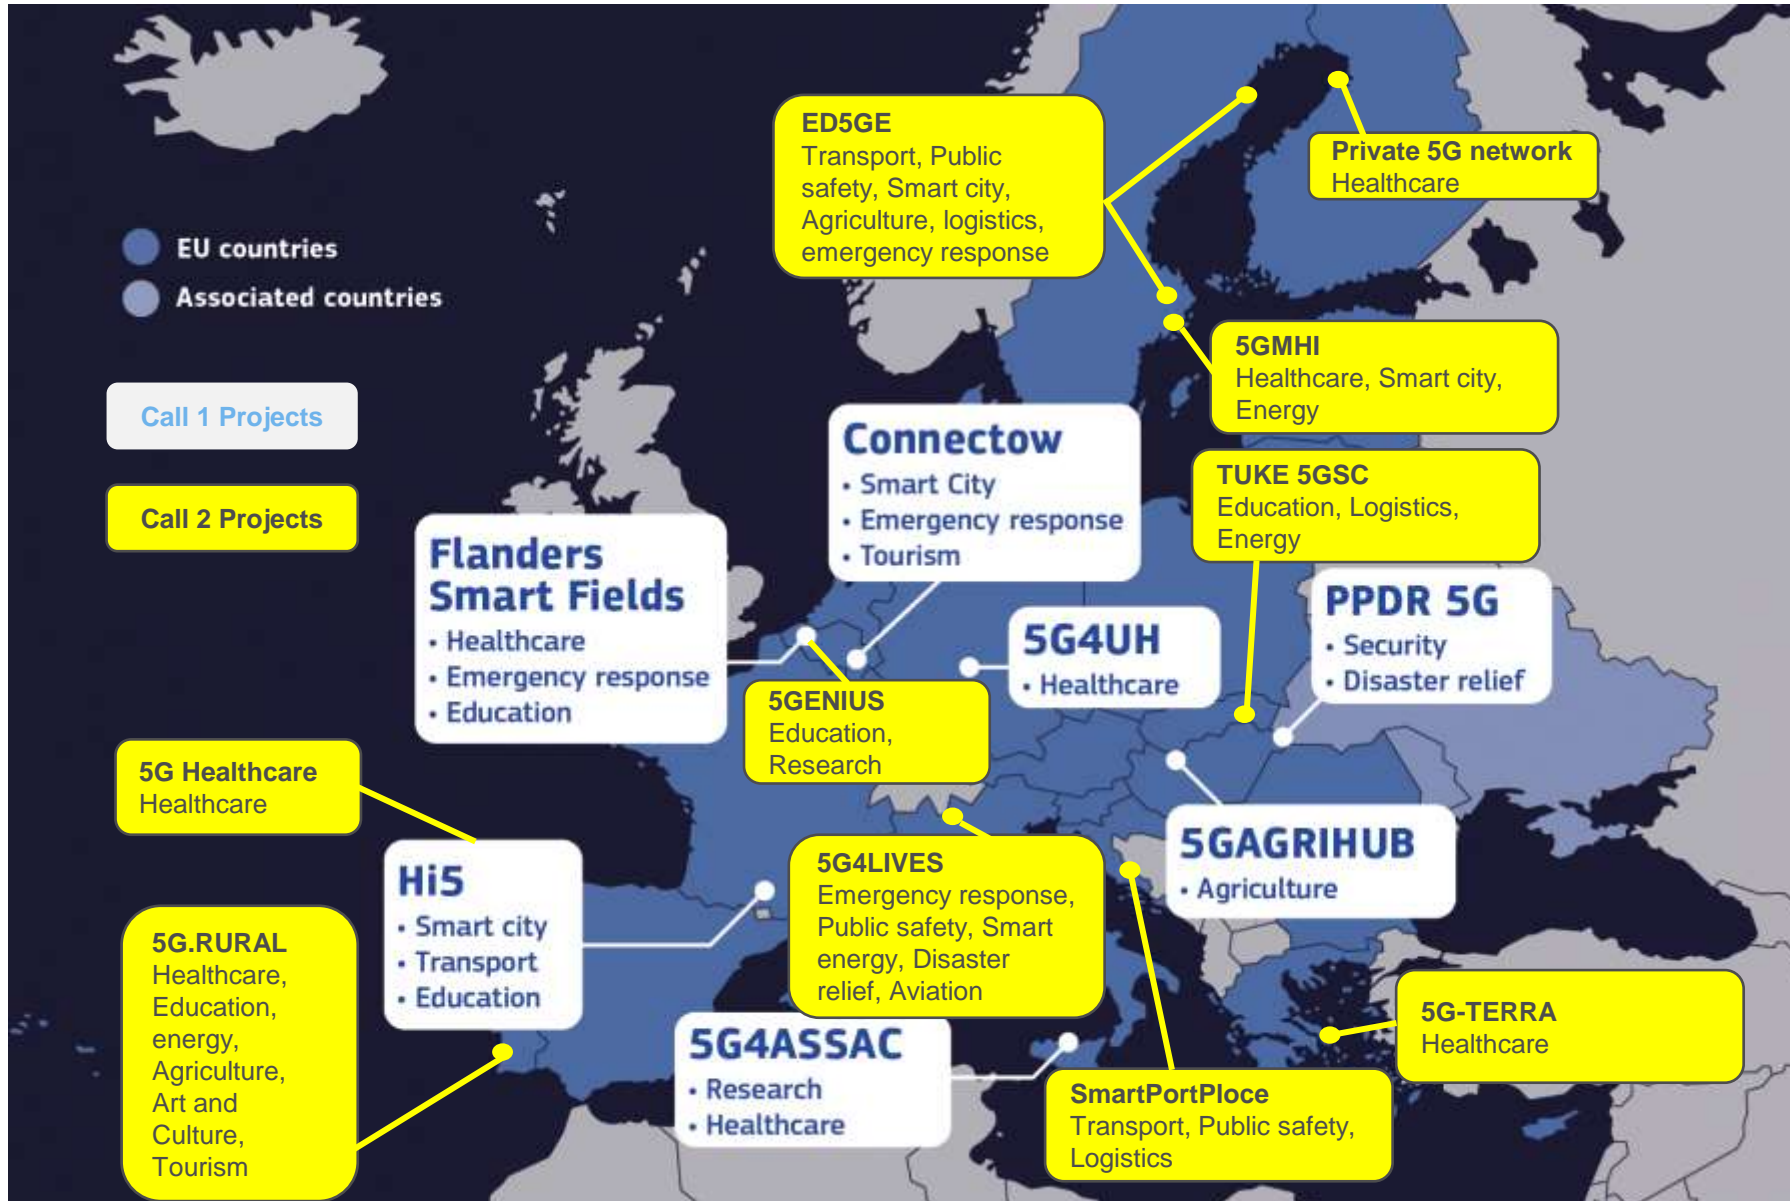 ED5GE
Transport, Public
safety, Smart city,
Agriculture, logistics,
emergency response
Private 5G network
Healthcare
EU countries
Associated countries
5GMHI
Healthcare, Smart city,
Energy
Call 1 Projects
Call 2 Projects
Connectow
• Smart City
• Emergency response
• Tourism
TUKE 5GSC
Education, Logistics,
Energy
Flanders
Smart Fields
• Healthcare
• Emergency response
• Education
5G4UH
• Healthcare
PPDR 5G
• Security
• Disaster relief
5GENIUS
Education,
Research
5G Healthcare
Healthcare
Hi5
• Smart city
• Transport
• Education
5G4LIVES
Emergency response,
Public safety, Smart
energy, Disaster
relief, Aviation
5GAGRIHUB
• Agriculture
5G.RURAL
Healthcare,
Education,
energy,
Agriculture,
Art and
Culture,
Tourism
5G4ASSAC
• Research
• Healthcare
SmartPortPloce
Transport, Public safety,
Logistics
5G-TERRA
Healthcare